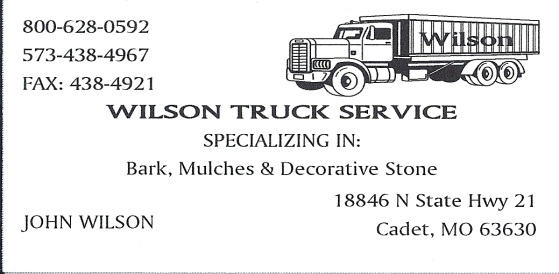 800-628-0592
573-438-4967
FAX: 438-4921
Wilson
WILSON TRUCK SERVICE
SPECIALIZING IN:
Bark, Mulches & Decorative Stone
18846 N State Hwy 21
JOHN WILSON
Cadet, MO 63630